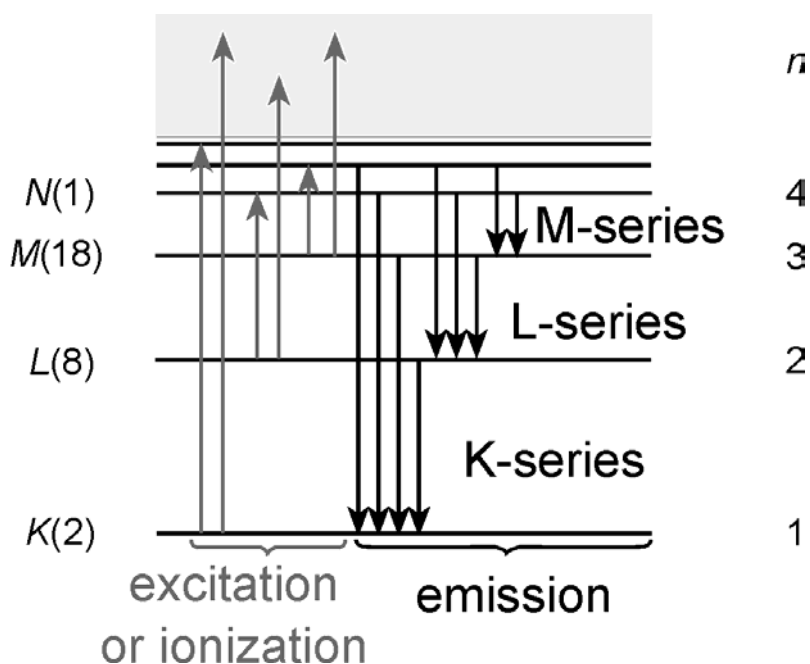 n
N(1)
4
M-series
M(18)
3
L-series
L(8)
2
K-series
K(2)
1
excitation
or ionization
emission